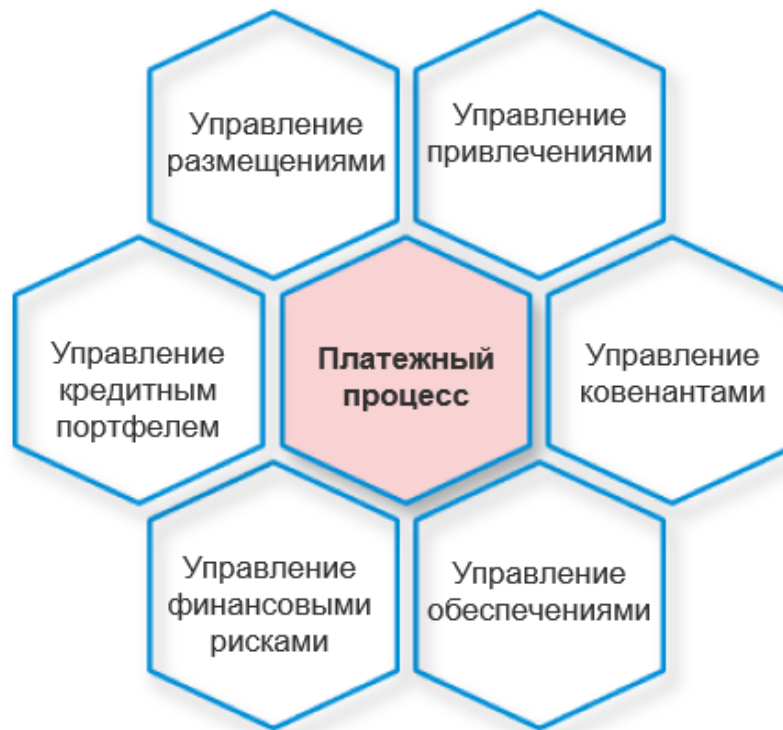 Управление
размещениями
Управление
привлечениями
Управление
кредитным
портфелем
Платежный
процесс
Управление
ковенантами
Управление
финансовыми
рисками
Управление
обеспечениями